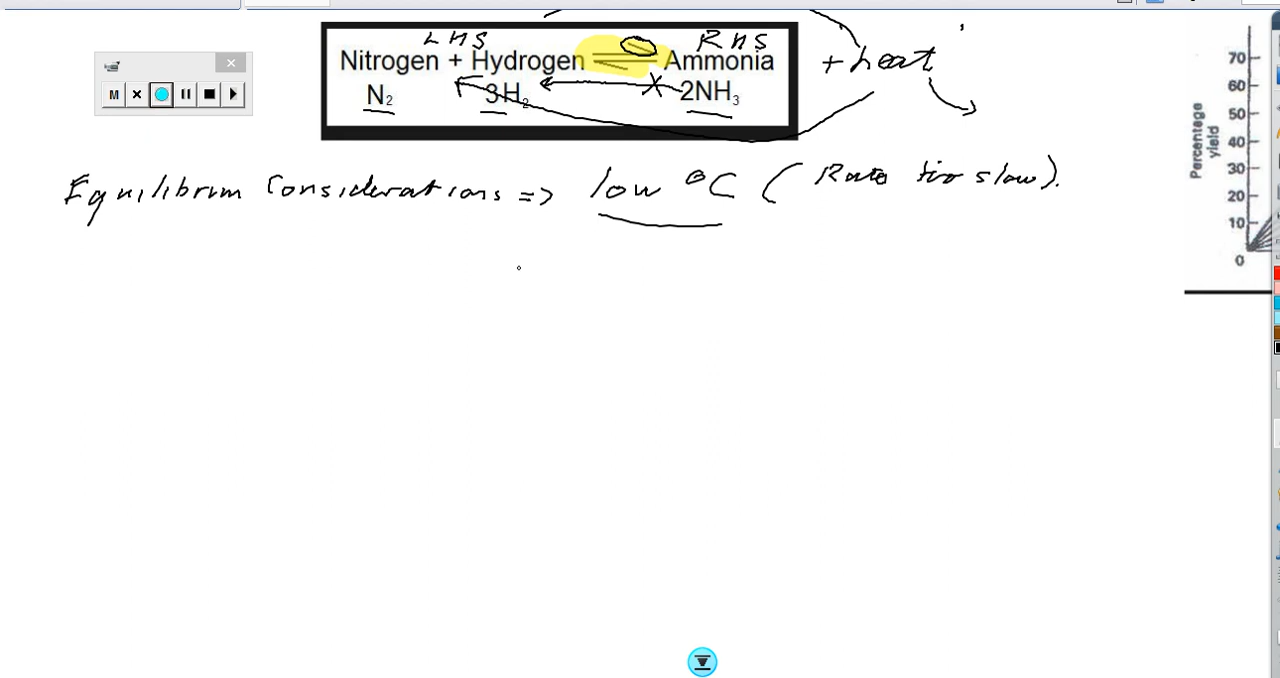 LHS RHS
Nitrogen + Hydrogen ⇌ Ammonia + heat
N₂ 3H₂ 2NH₃
Equilibrium Considerations => low °C (Rate too slow).
M
Percentage yield
70
60
50
40
30
20
10
0